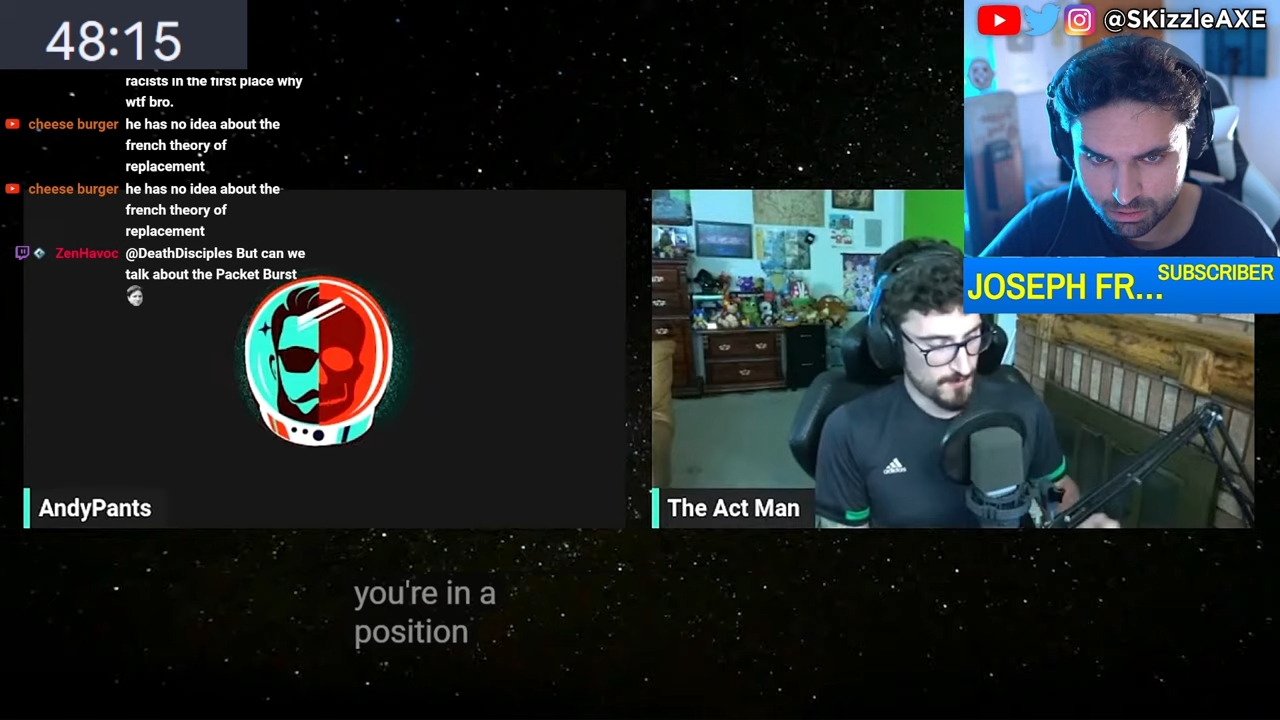 48:15
@SKizzleAXE
racists in the first place why
wtf bro.
cheese burger he has no idea about the
french theory of
replacement
cheese burger he has no idea about the
french theory of
replacement
ZenHavoc @DeathDisciples But can we
talk about the Packet Burst
JOSEPH FR... SUBSCRIBER
AndyPants
The Act Man
you're in a
position